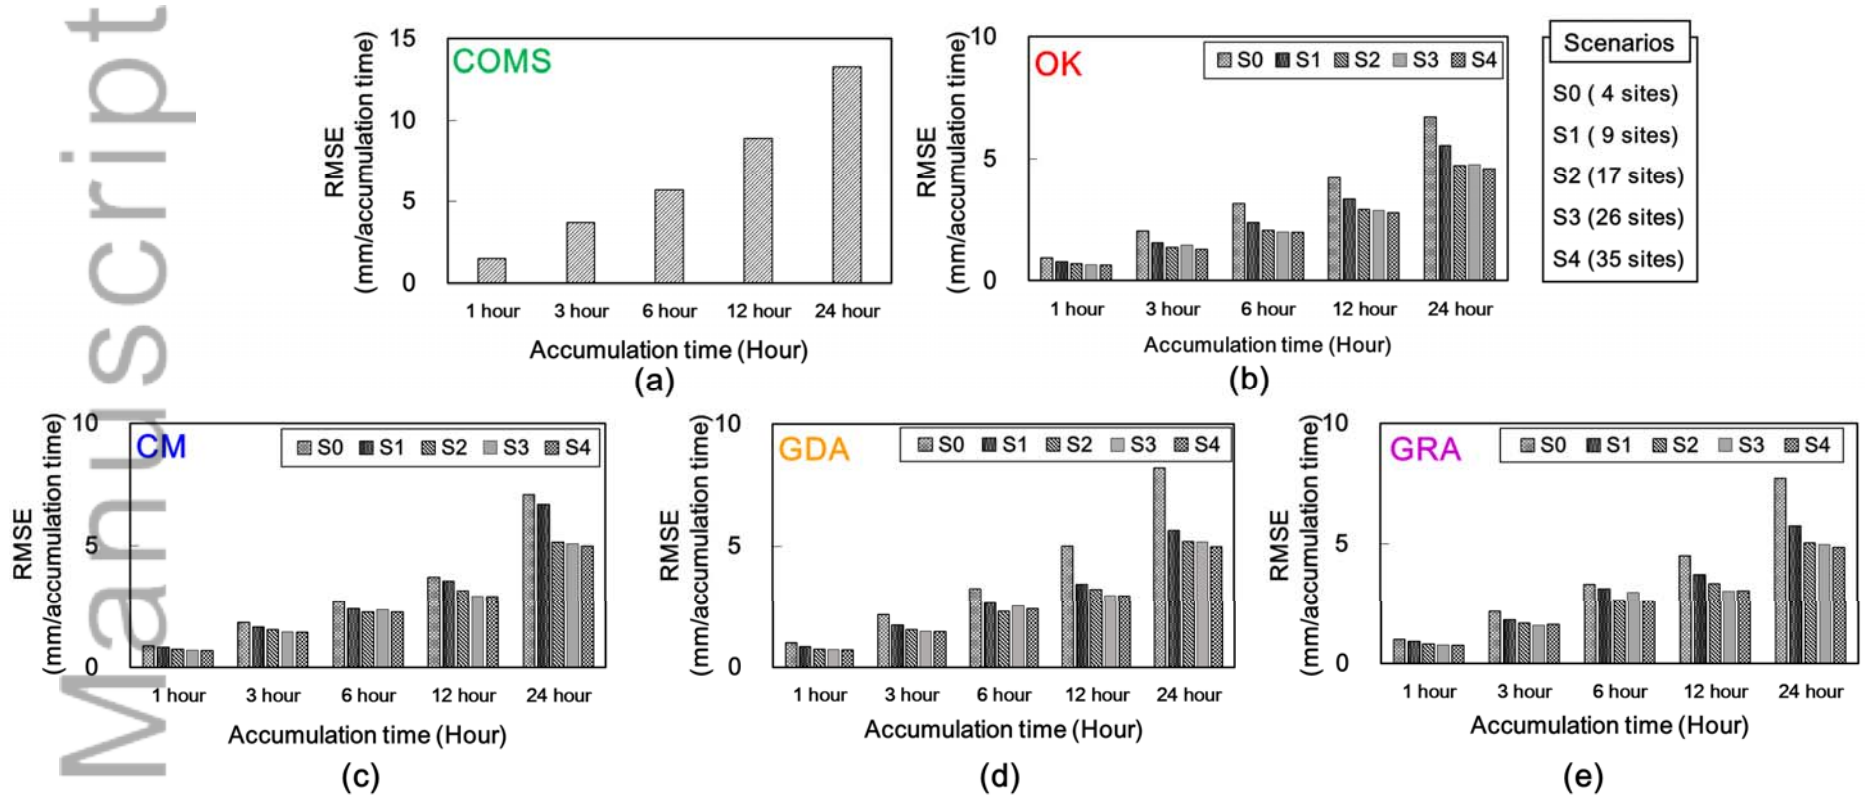 Manuscript
15
10
5
0
RMSE
(mm/accumulation time)
COMS
1 hour 3 hour 6 hour 12 hour 24 hour
Accumulation time (Hour)
(a)
10
5
0
RMSE
(mm/accumulation time)
OK
S0 S1 S2 S3 S4
1 hour 3 hour 6 hour 12 hour 24 hour
Accumulation time (Hour)
(b)
Scenarios
S0 ( 4 sites)
S1 ( 9 sites)
S2 (17 sites)
S3 (26 sites)
S4 (35 sites)
10
5
0
RMSE
(mm/accumulation time)
CM
S0 S1 S2 S3 S4
1 hour 3 hour 6 hour 12 hour 24 hour
Accumulation time (Hour)
(c)
10
5
0
RMSE
(mm/accumulation time)
GDA
S0 S1 S2 S3 S4
1 hour 3 hour 6 hour 12 hour 24 hour
Accumulation time (Hour)
(d)
10
5
0
RMSE
(mm/accumulation time)
GRA
S0 S1 S2 S3 S4
1 hour 3 hour 6 hour 12 hour 24 hour
Accumulation time (Hour)
(e)